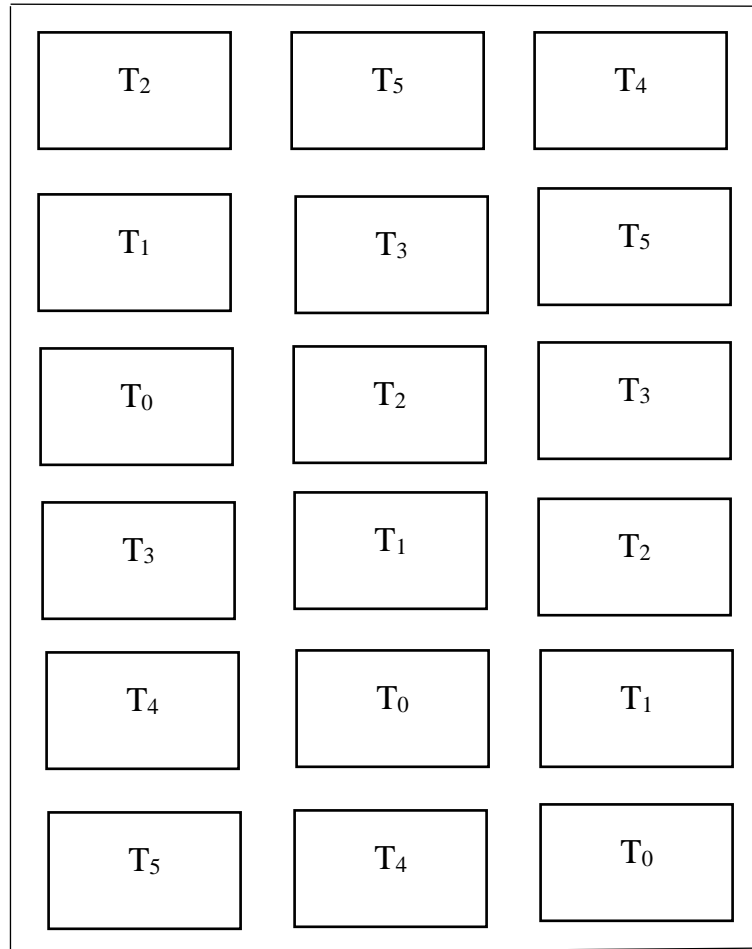 T₂ T₅ T₄
T₁ T₃ T₅
T₀ T₂ T₃
T₃ T₁ T₂
T₄ T₀ T₁
T₅ T₄ T₀